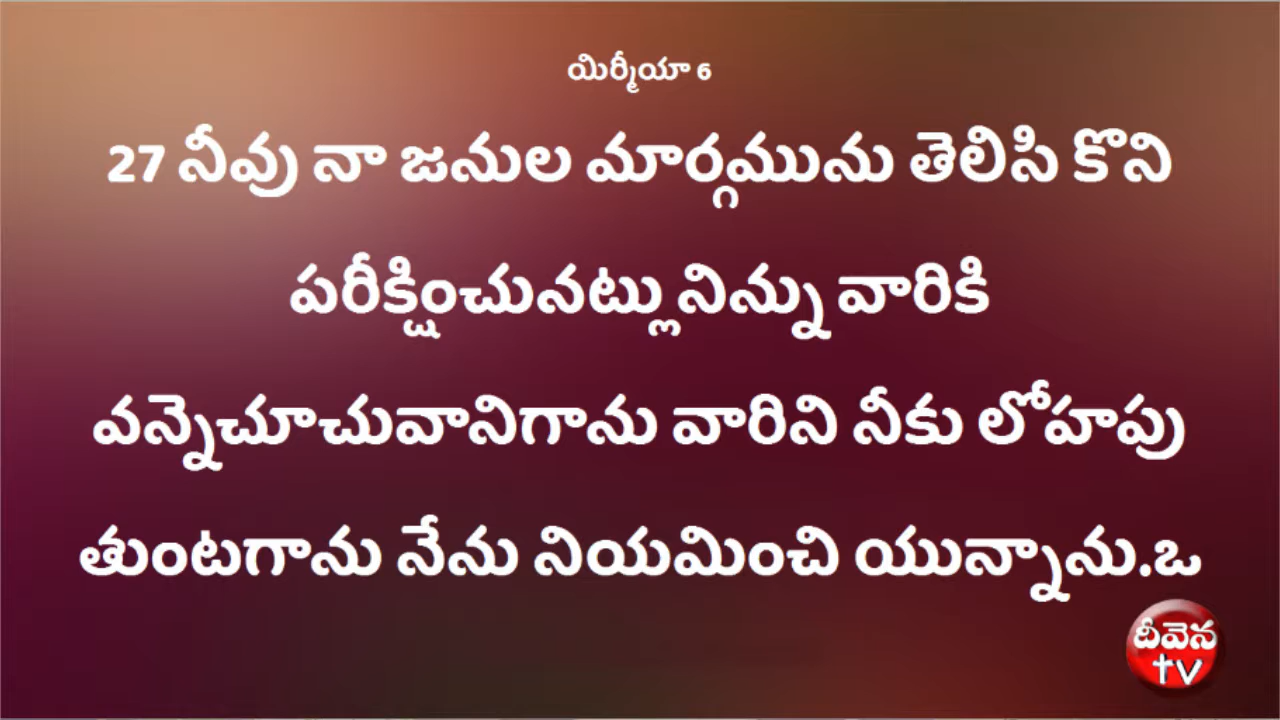 యిర్మీయా 6
27 నీవు నా జనుల మార్గమును తెలిసి కొని
పరీక్షించునట్లునిన్ను వారికి
వన్నెచూచువానిగాను వారిని నీకు లోహపు
తుంటగాను నేను నియమించి యున్నాను.ఒ
దీవెన
tv